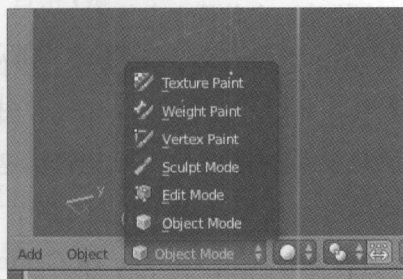 Texture Paint
Weight Paint
Vertex Paint
Sculpt Mode
Edit Mode
Object Mode
y
Add Object Object Mode